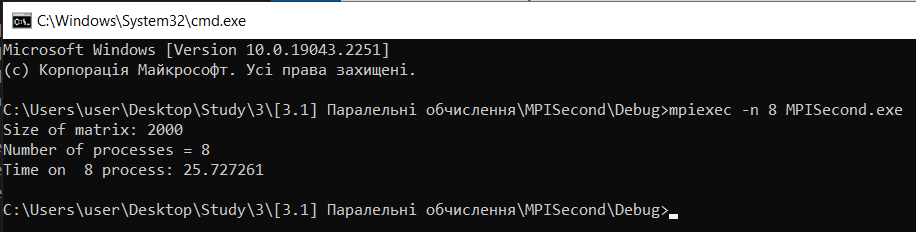 C:\Windows\System32\cmd.exe
Microsoft Windows [Version 10.0.19043.2251]
(c) Корпорація Майкрософт. Усі права захищені.
C:\Users\user\Desktop\Study\3\[3.1] Паралельні обчислення\MPISecond\Debug>mpiexec -n 8 MPISecond.exe
Size of matrix: 2000
Number of processes = 8
Time on  8 process: 25.727261
C:\Users\user\Desktop\Study\3\[3.1] Паралельні обчислення\MPISecond\Debug>